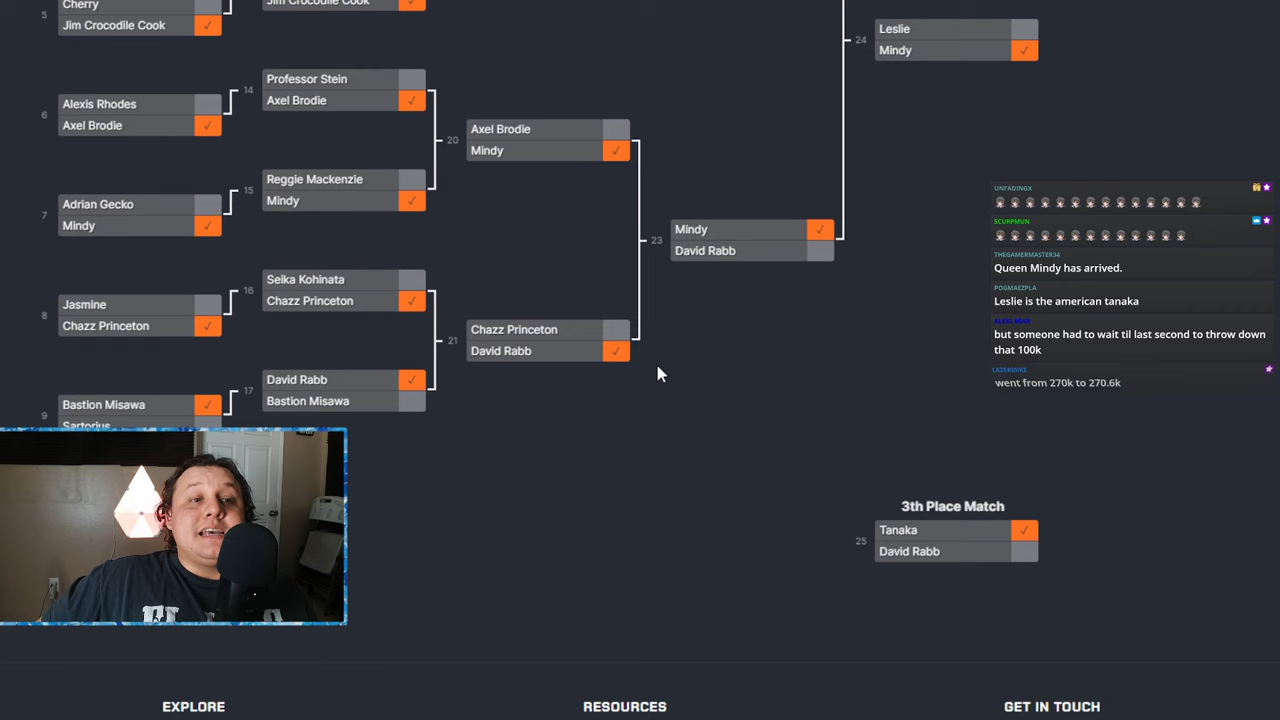 Cherry
5
Jim Crocodile Cook
Jim Crocodile Cook
✓
✓
Leslie
24
Mindy
✓
14
Professor Stein
Axel Brodie
✓
6
Alexis Rhodes
Axel Brodie
✓
20
Axel Brodie
Mindy
✓
15
Reggie Mackenzie
Mindy
✓
7
Adrian Gecko
Mindy
✓
23
Mindy
✓
David Rabb
16
Seika Kohinata
Chazz Princeton
✓
8
Jasmine
Chazz Princeton
✓
21
Chazz Princeton
David Rabb
✓
17
David Rabb
✓
Bastion Misawa
9
Bastion Misawa
✓
Sartorius
UNFADINGX
SCURPMUN
THEGAMERMASTER34
Queen Mindy has arrived.
POGMAEZPLA
Leslie is the american tanaka
but someone had to wait til last second to throw down
that 100k
LAZERMIKE
went from 270k to 270.6k
3th Place Match
25
Tanaka
✓
David Rabb
EXPLORE
RESOURCES
GET IN TOUCH